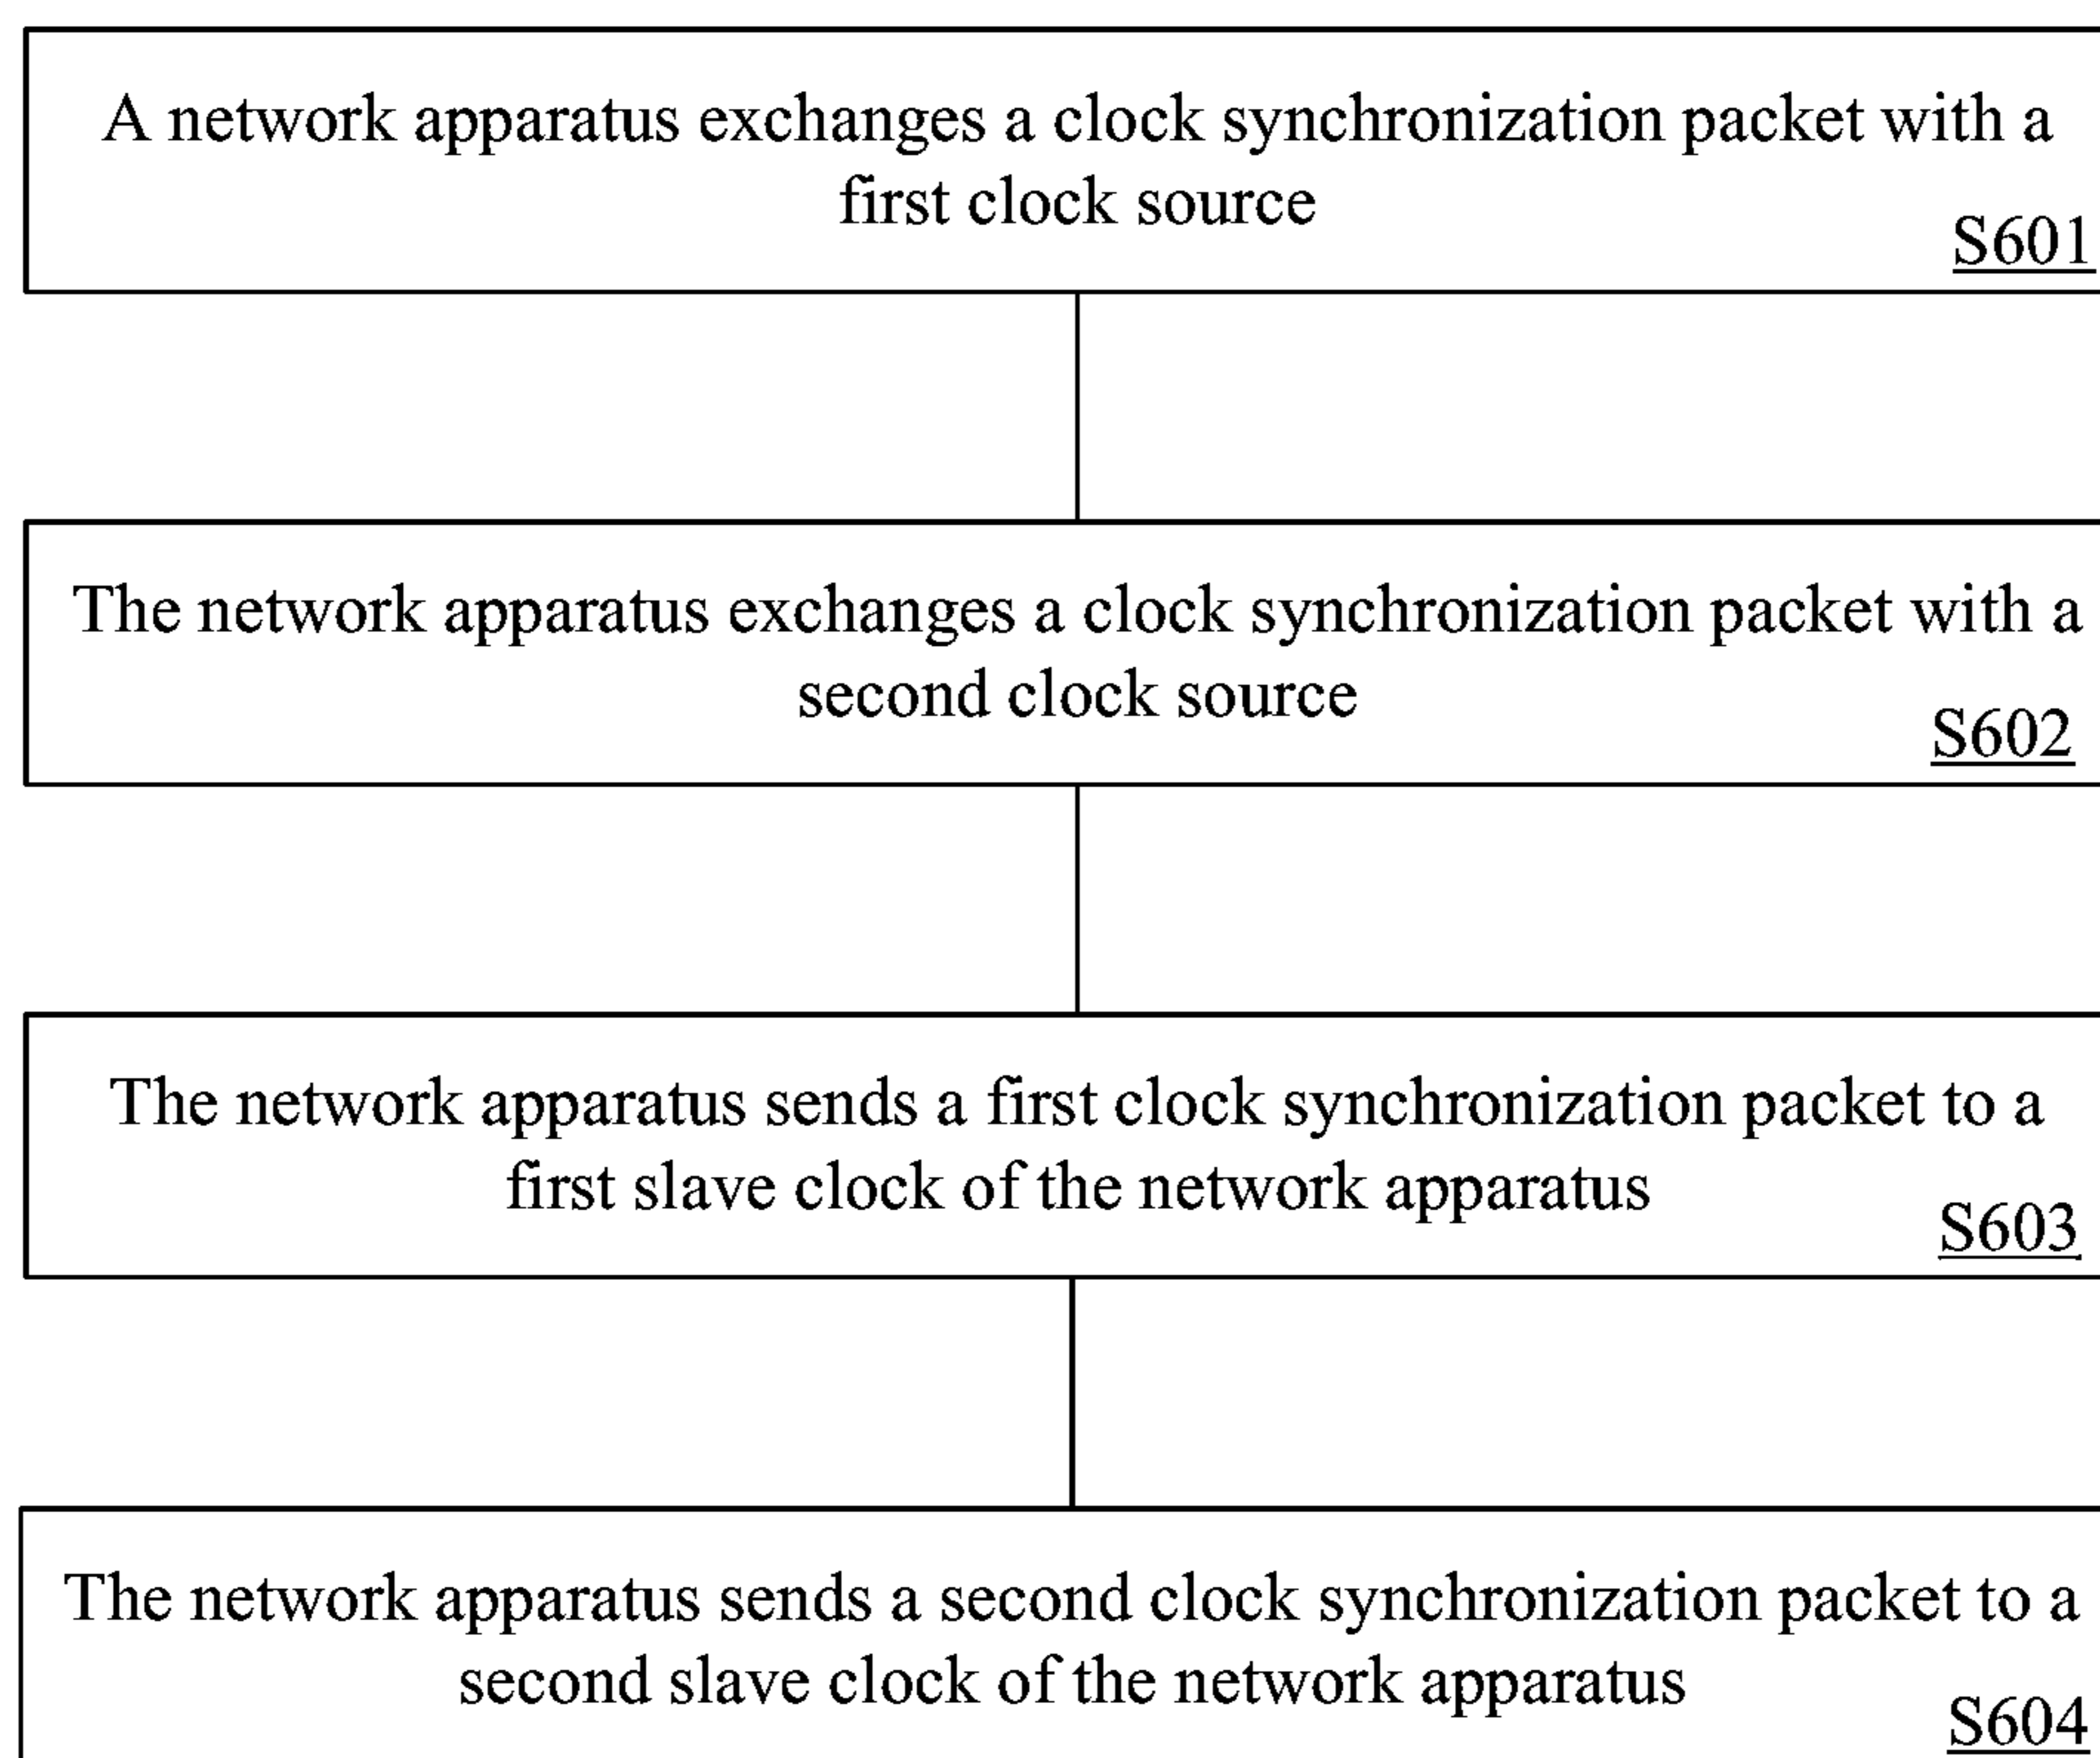 A network apparatus exchanges a clock synchronization packet with a
first clock source
S601
The network apparatus exchanges a clock synchronization packet with a
second clock source
S602
The network apparatus sends a first clock synchronization packet to a
first slave clock of the network apparatus
S603
The network apparatus sends a second clock synchronization packet to a
second slave clock of the network apparatus
S604